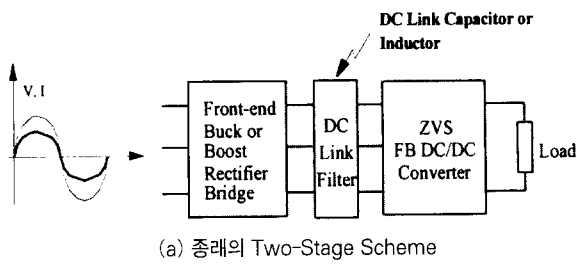 DC Link Capacitor or
Inductor
V, I
Front-end
Buck or
Boost
Rectifier
Bridge
DC
Link
Filter
ZVS
FB DC/DC
Converter
Load
(a) 종래의 Two-Stage Scheme